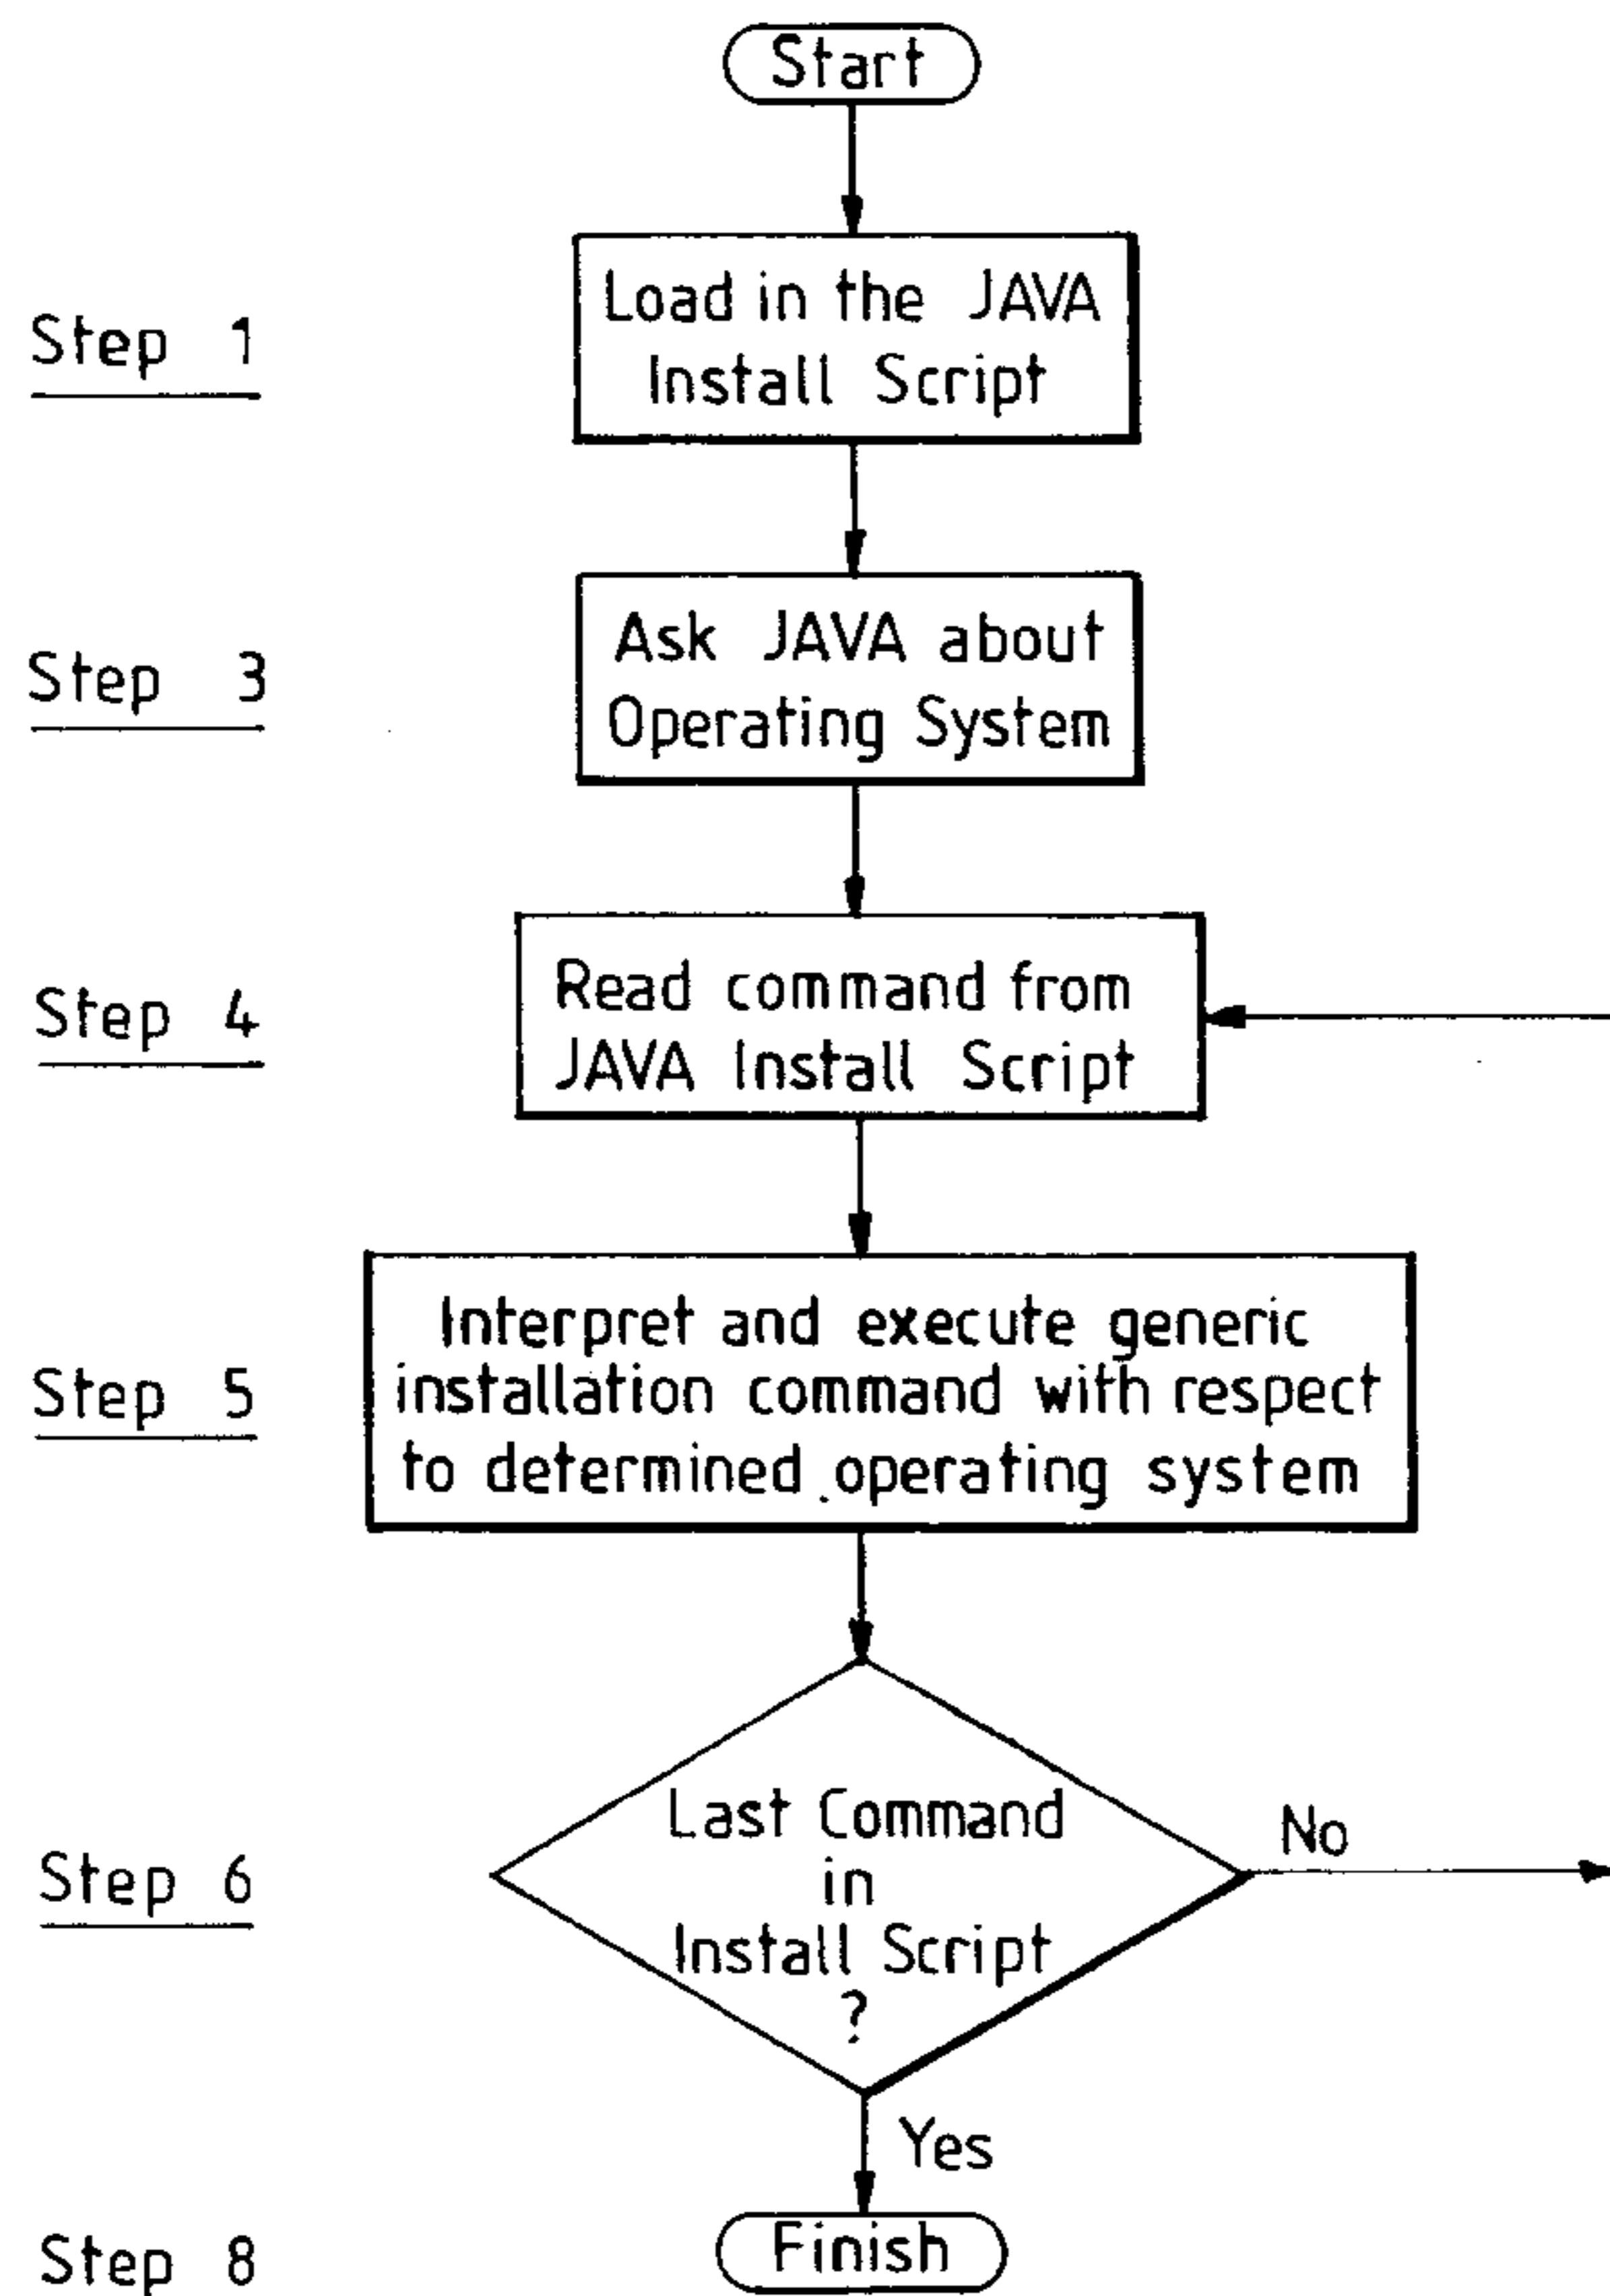 Start
Step 1
Load in the JAVA
Install Script
Step 3
Ask JAVA about
Operating System
Step 4
Read command from
JAVA Install Script
Step 5
Interpret and execute generic
installation command with respect
to determined operating system
Step 6
Last Command
in
Install Script
?
No
Yes
Step 8
Finish